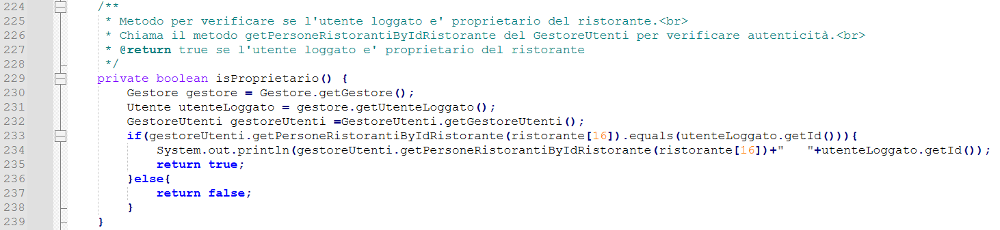 224 /**
225 * Metodo per verificare se l'utente loggato e' proprietario del ristorante.<br>
226 * Chiama il metodo getPersoneRistorantiByIdRistorante del GestoreUtenti per verificare autenticità.<br>
227 * @return true se l'utente loggato e' proprietario del ristorante
228 */
229 private boolean isProprietario() {
230 Gestore gestore = Gestore.getGestore();
231 Utente utenteLoggato = gestore.getUtenteLoggato();
232 GestoreUtenti gestoreUtenti =GestoreUtenti.getGestoreUtenti();
233 if(gestoreUtenti.getPersoneRistorantiByIdRistorante(ristorante[16]).equals(utenteLoggato.getId())){
234 System.out.println(gestoreUtenti.getPersoneRistorantiByIdRistorante(ristorante[16])+"   "+utenteLoggato.getId());
235 return true;
236 }else{
237 return false;
238 }
239 }